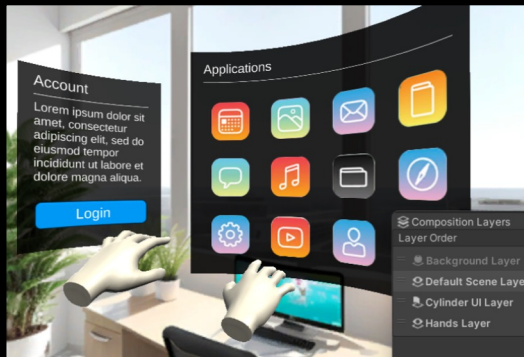 Account
Lorem ipsum dolor sit
amet, consectetur
adipiscing elit, sed do
eiusmod tempor
incididunt ut labore et
dolore magna aliqua.
Login
Applications
Composition Layers
Layer Order
Background Layer
Default Scene Laye
Cylinder UI Layer
Hands Layer